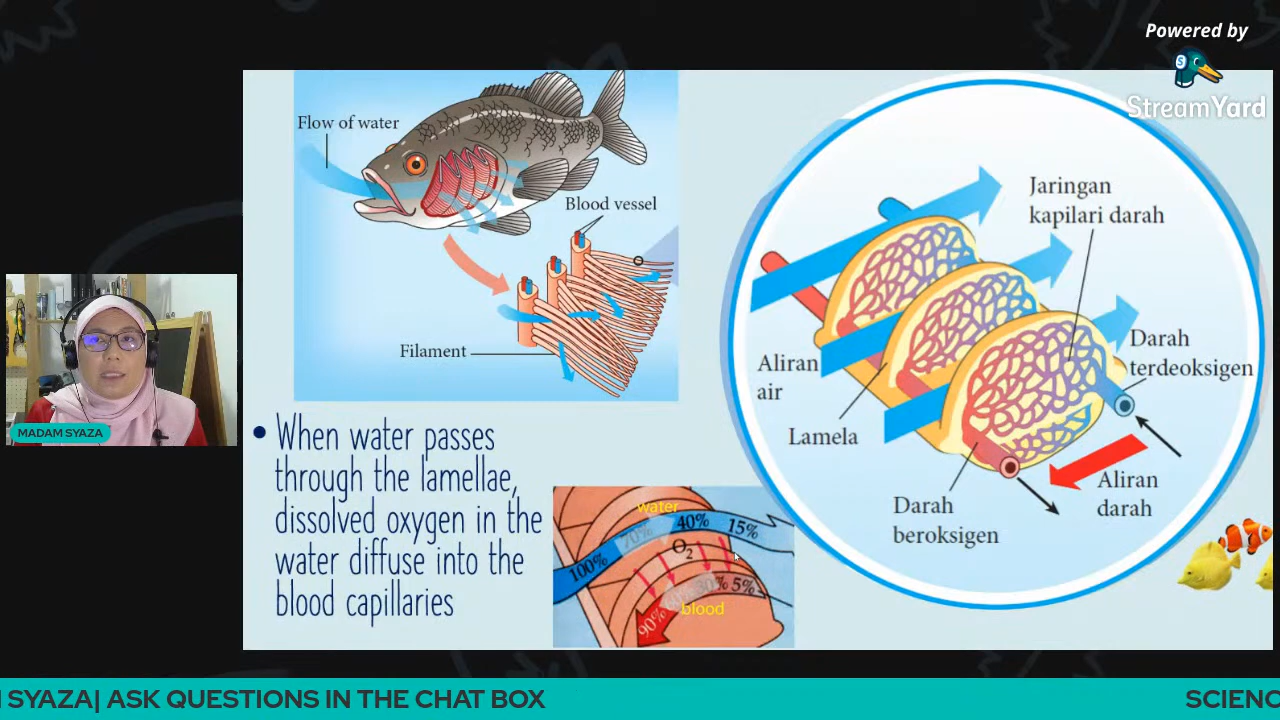 Powered by
StreamYard
Flow of water
Blood vessel
Filament
Jaringan
kapilari darah
Darah
terdeoksigen
Aliran
air
Lamela
Darah
beroksigen
Aliran
darah
• When water passes
through the lamellae,
dissolved oxygen in the
water diffuse into the
blood capillaries
water
100% 70% 40% 15%
O2
90% 30% 5%
blood
MADAM SYAZA
SYAZA| ASK QUESTIONS IN THE CHAT BOX
SCIENC